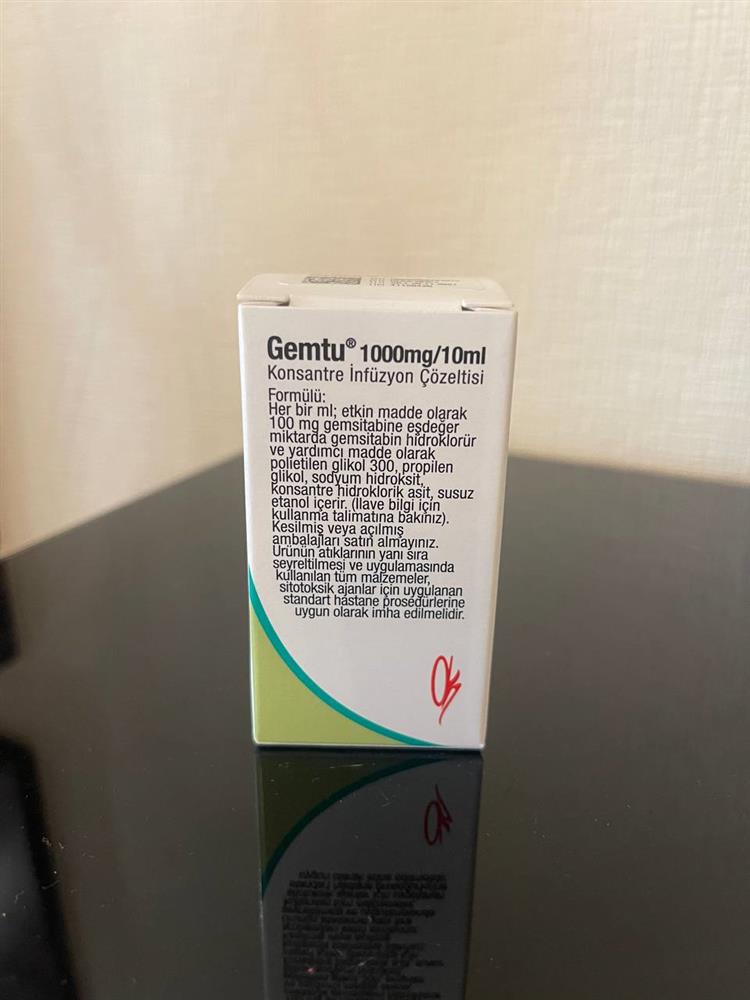 Gemtu® 1000mg/10ml
Konsantre İnfüzyon Çözeltisi
Formülü:
Her bir ml; etkin madde olarak
100 mg gemsitabine eşdeğer
miktarda gemsitabin hidroklorür
ve yardımcı madde olarak
polietilen glikol 300, propilen
glikol, sodyum hidroksit,
konsantre hidroklorik asit, susuz
etanol içerir. (İlave bilgi için
kullanma talimatına bakınız).
Kesilmiş veya açılmış
ambalajları satın almayınız.
Ürünün atıklarının yanı sıra
seyreltilmesi ve uygulamasında
kullanılan tüm malzemeler,
sitotoksik ajanlar için uygulanan
standart hastane prosedürlerine
uygun olarak imha edilmelidir.